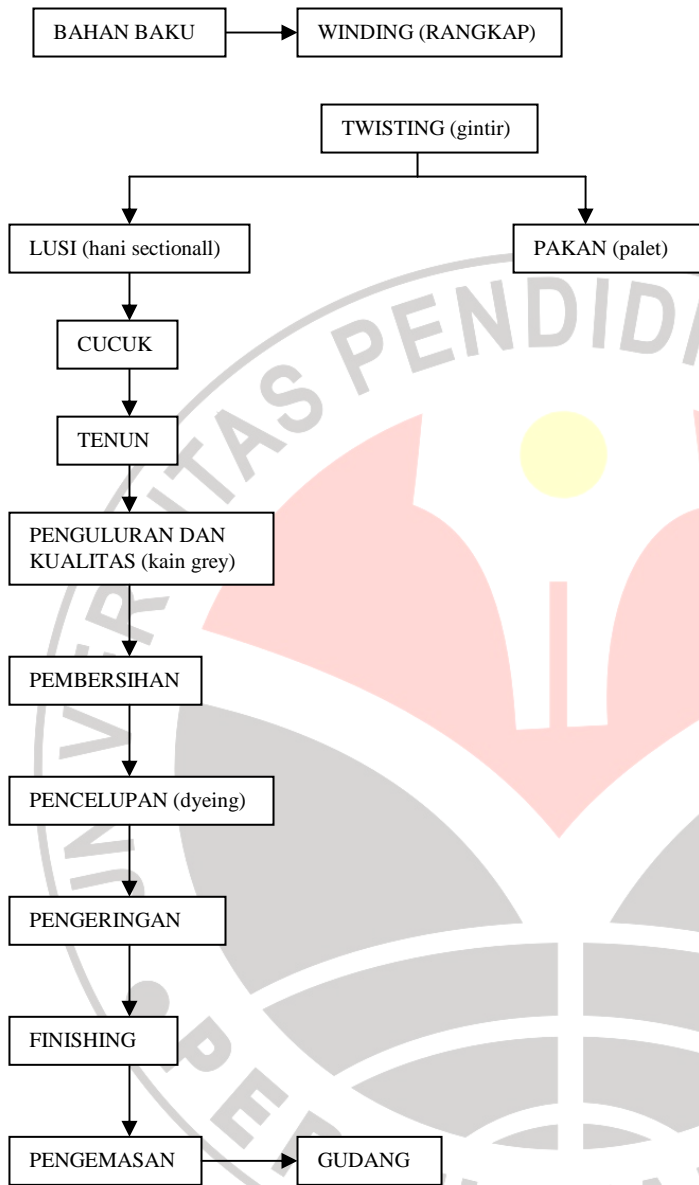 BAHAN BAKU
WINDING (RANGKAP)
TWISTING (gintir)
LUSI (hani sectionall)
PAKAN (palet)
CUCUK
TENUN
PENGULURAN DAN
KUALITAS (kain grey)
PEMBERSIHAN
PENCELUPAN (dyeing)
PENGERINGAN
FINISHING
PENGEMASAN
GUDANG